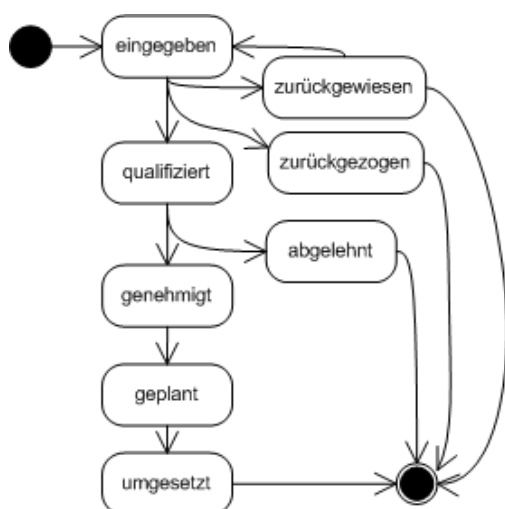 eingegeben
zurückgewiesen
zurückgezogen
qualifiziert
abgelehnt
genehmigt
geplant
umgesetzt